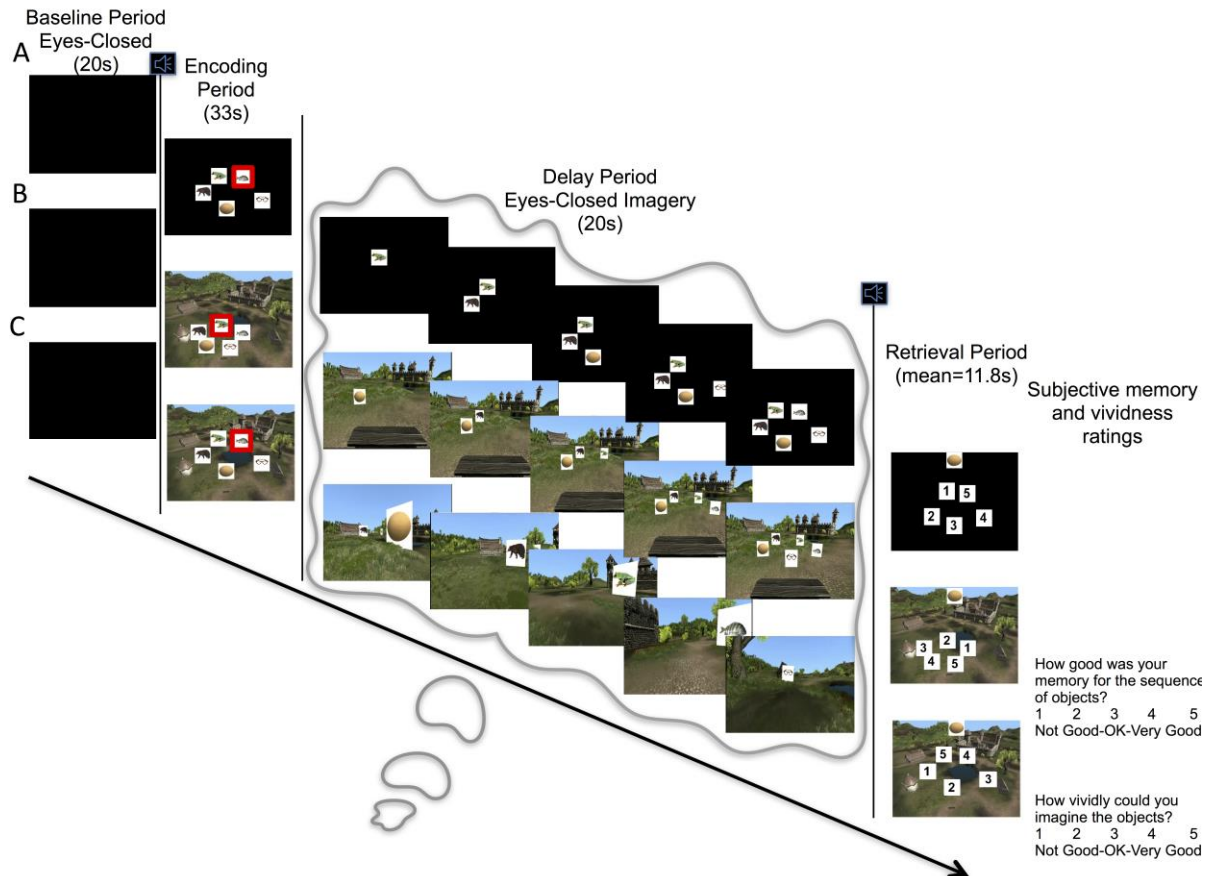 Baseline Period
Eyes-Closed
(20s)
A
B
C
Encoding
Period
(33s)
Delay Period
Eyes-Closed Imagery
(20s)
Retrieval Period
(mean=11.8s)
Subjective memory
and vividness
ratings
1 5
2 3 4
2
3 1
4 5
5 4
1 3
2
How good was your
memory for the sequence
of objects?
1 2 3 4 5
Not Good-OK-Very Good
How vividly could you
imagine the objects?
1 2 3 4 5
Not Good-OK-Very Good